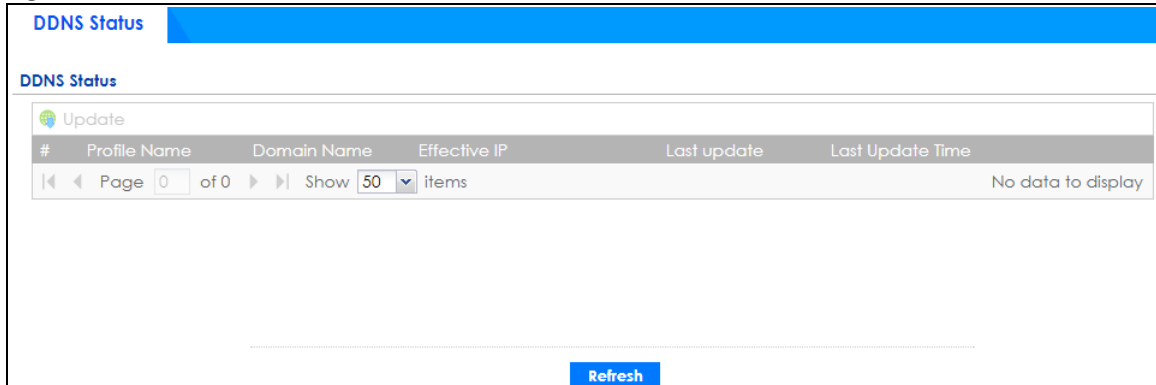 DDNS Status
DDNS Status
Update
# Profile Name Domain Name Effective IP Last update Last Update Time
Page 0 of 0 Show 50 items No data to display
Refresh